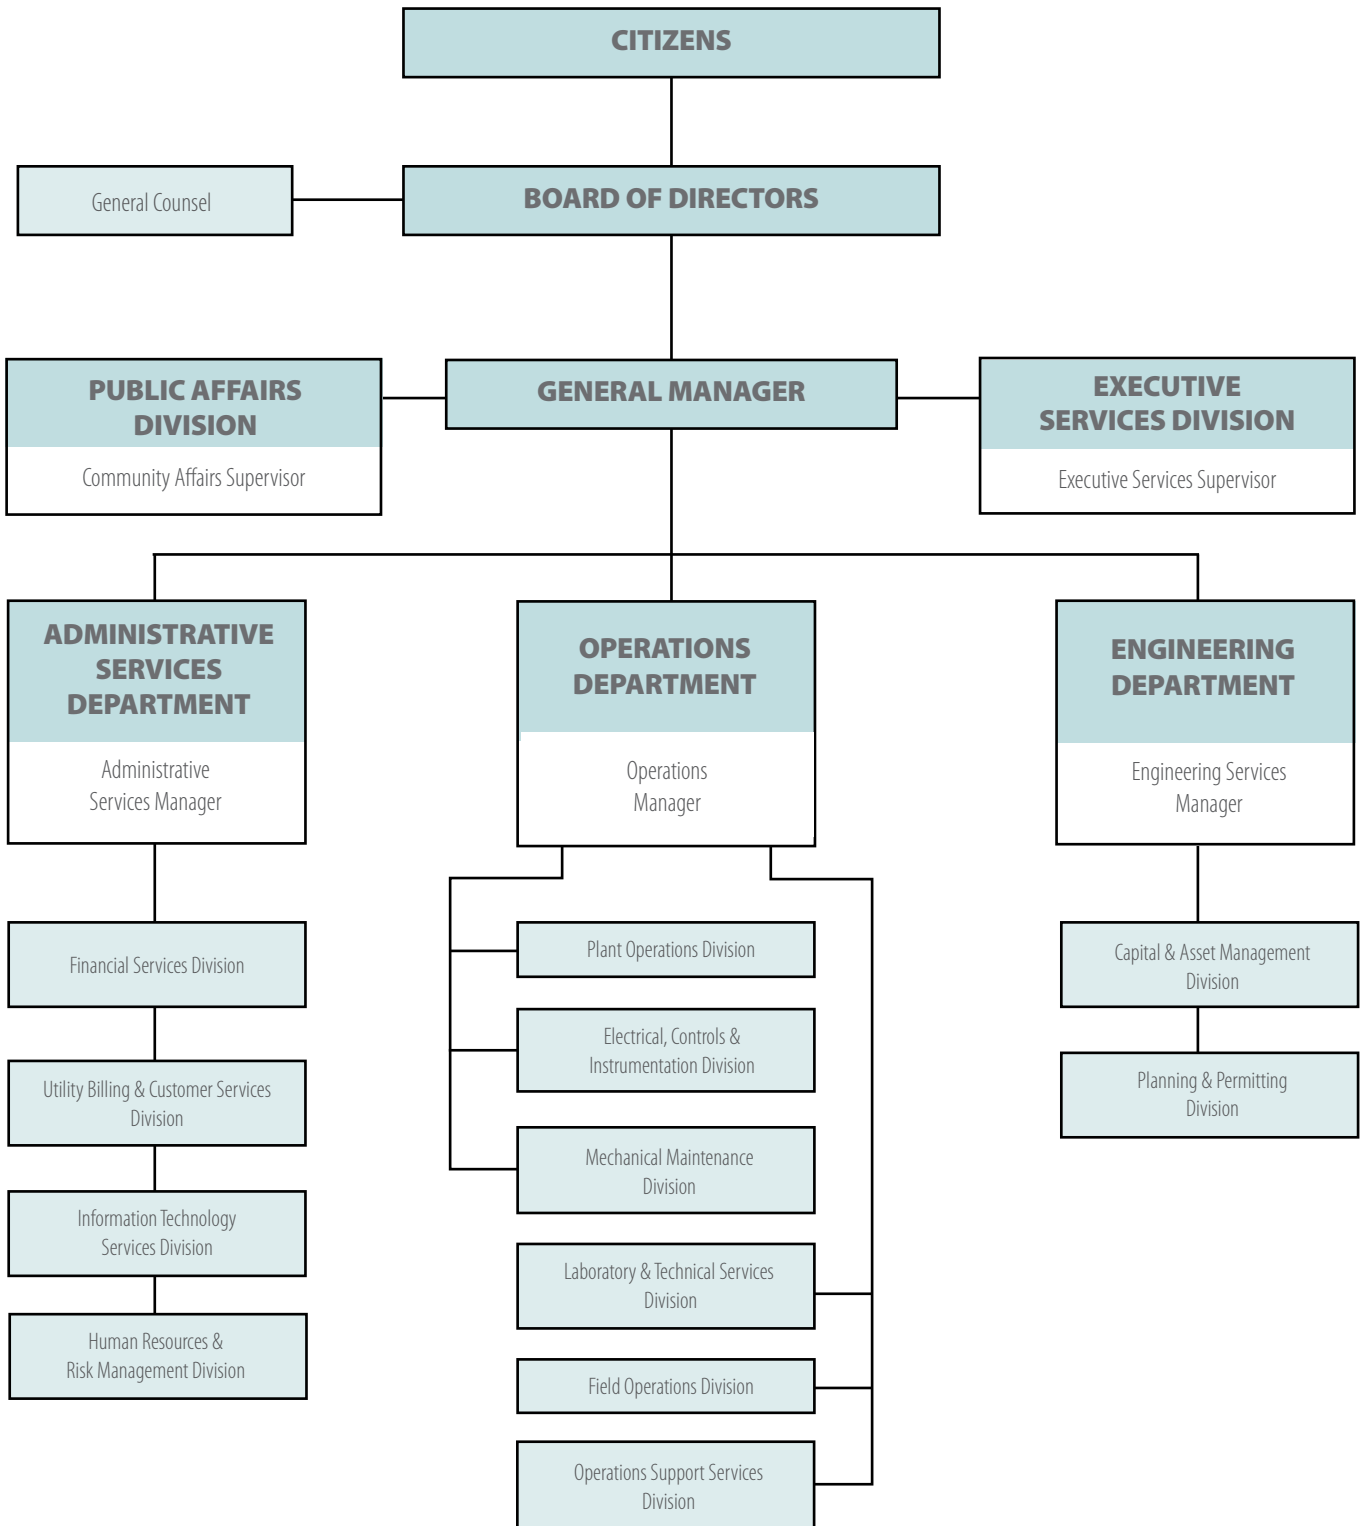 CITIZENS
General Counsel
BOARD OF DIRECTORS
PUBLIC AFFAIRS
DIVISION
Community Affairs Supervisor
GENERAL MANAGER
EXECUTIVE
SERVICES DIVISION
Executive Services Supervisor
ADMINISTRATIVE
SERVICES
DEPARTMENT
Administrative
Services Manager
OPERATIONS
DEPARTMENT
Operations
Manager
ENGINEERING
DEPARTMENT
Engineering Services
Manager
Financial Services Division
Utility Billing & Customer Services
Division
Information Technology
Services Division
Human Resources &
Risk Management Division
Plant Operations Division
Electrical, Controls &
Instrumentation Division
Mechanical Maintenance
Division
Laboratory & Technical Services
Division
Field Operations Division
Operations Support Services
Division
Capital & Asset Management
Division
Planning & Permitting
Division